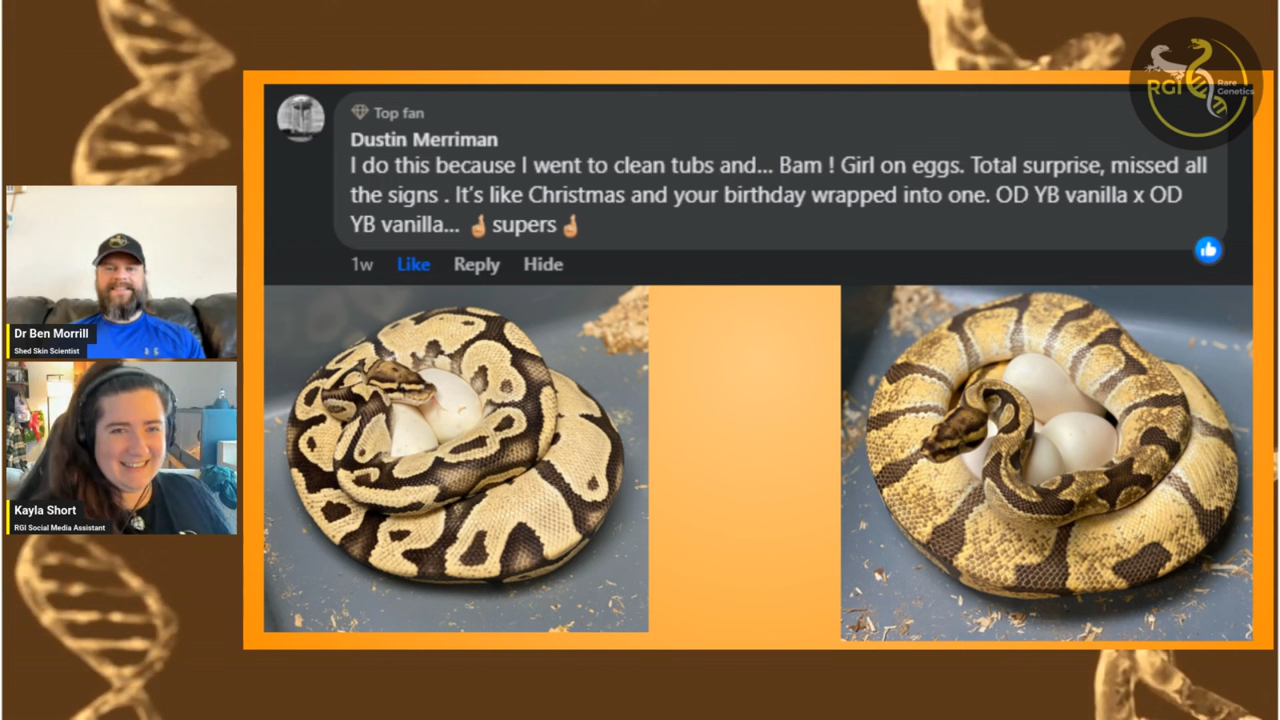 RGI Rare
Genetics
Top fan
Dustin Merriman
I do this because I went to clean tubs and... Bam ! Girl on eggs. Total surprise, missed all
the signs . It's like Christmas and your birthday wrapped into one. OD YB vanilla x OD
YB vanilla... 🤞supers🤞
1w Like Reply Hide
Dr Ben Morrill
Shed Skin Scientist
Kayla Short
RGI Social Media Assistant